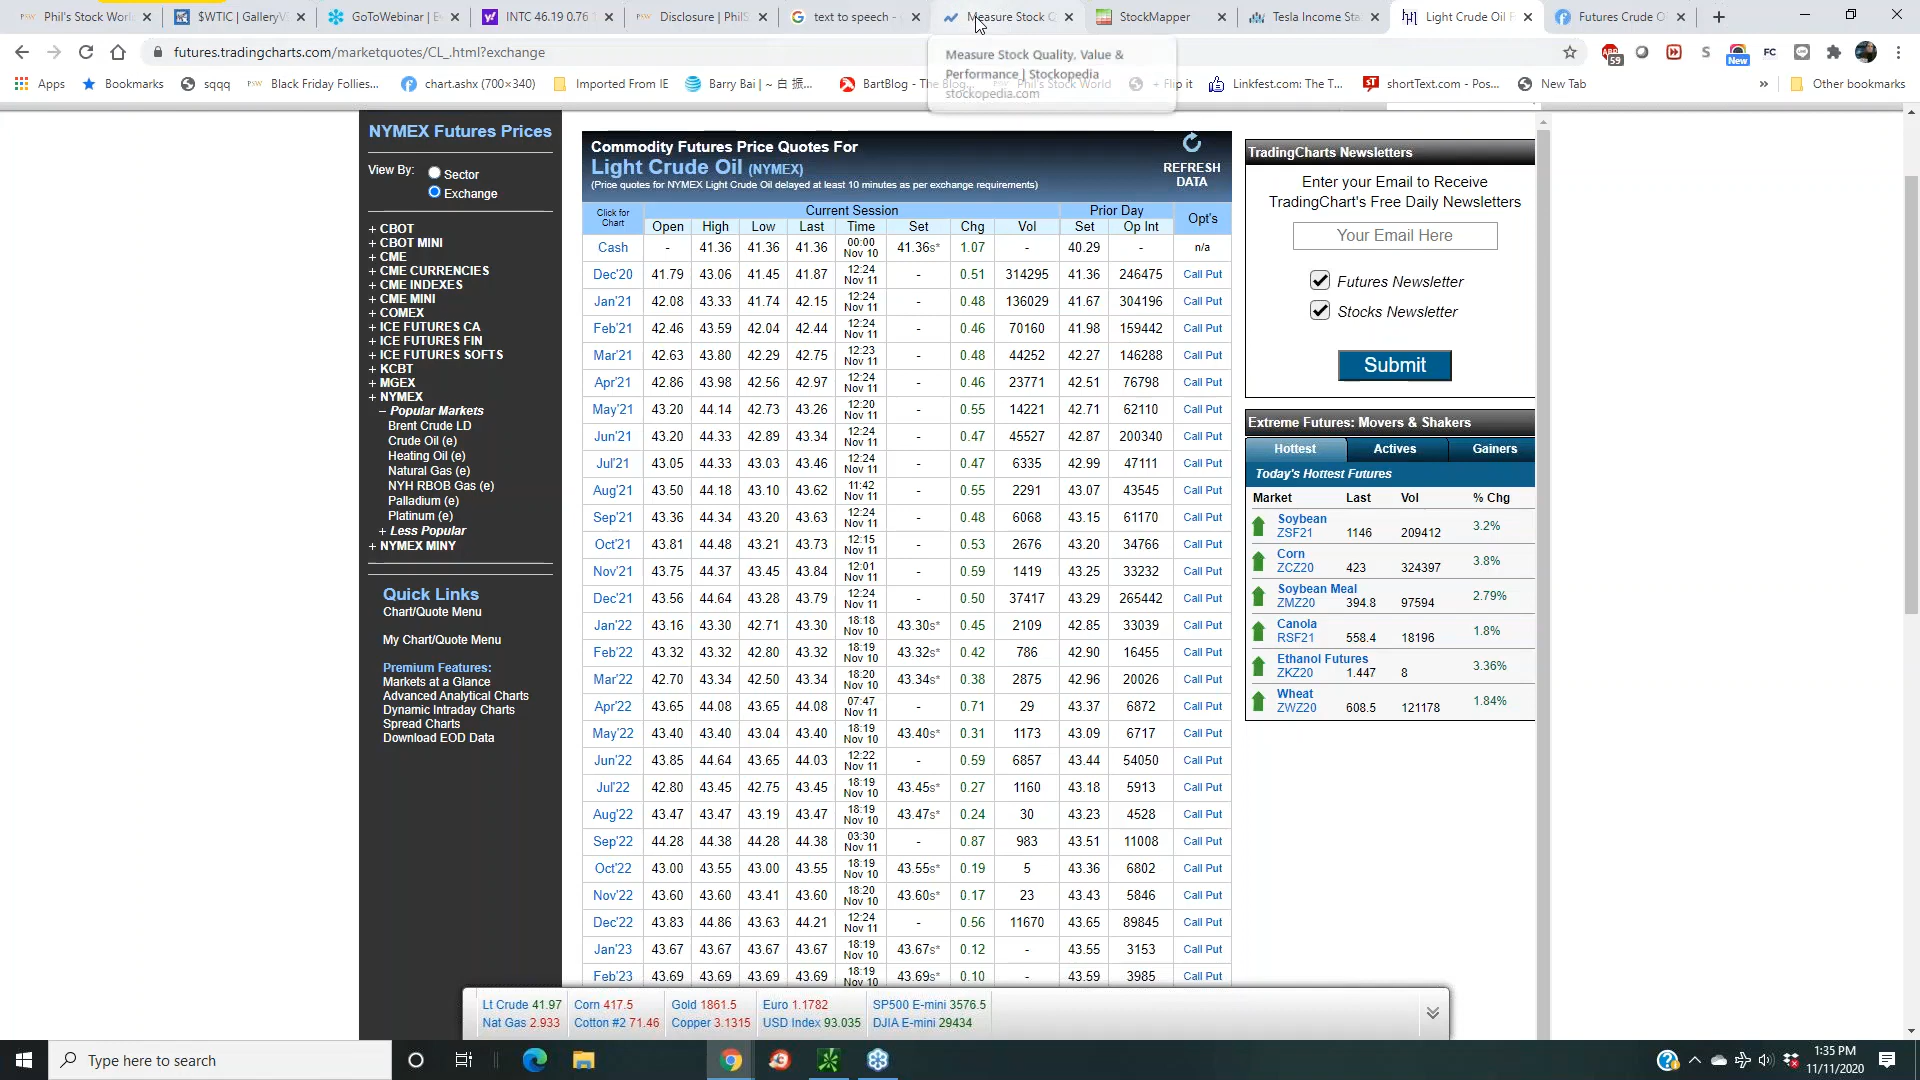 Phil's Stock Worl
$WTIC | GalleryV
GoToWebinar | E
INTC 46.19 0.76
Disclosure | PhilS
text to speech -
Measure Stock Q
StockMapper
Tesla Income Sta
Light Crude Oil F
Futures Crude O
futures.tradingcharts.com/marketquotes/CL_.html?exchange
59
New
FC
Measure Stock Quality, Value &
Performance | Stockopedia
stockopedia.com
Apps
Bookmarks
sqqq
Black Friday Follies...
chart.ashx (700×340)
Imported From IE
Barry Bai | ~ 白 振...
BartBlog - The Blog...
Phil's Stock World
+ Flip it
Linkfest.com: The T...
shortText.com - Pos...
New Tab
Other bookmarks
NYMEX Futures Prices
View By:
Sector
Exchange
+ CBOT
+ CBOT MINI
+ CME
+ CME CURRENCIES
+ CME INDEXES
+ CME MINI
+ COMEX
+ ICE FUTURES CA
+ ICE FUTURES FIN
+ ICE FUTURES SOFTS
+ KCBT
+ MGEX
+ NYMEX
– Popular Markets
Brent Crude LD
Crude Oil (e)
Heating Oil (e)
Natural Gas (e)
NYH RBOB Gas (e)
Palladium (e)
Platinum (e)
+ Less Popular
+ NYMEX MINY
Quick Links
Chart/Quote Menu
My Chart/Quote Menu
Premium Features:
Markets at a Glance
Advanced Analytical Charts
Dynamic Intraday Charts
Spread Charts
Download EOD Data
Commodity Futures Price Quotes For
Light Crude Oil (NYMEX)
(Price quotes for NYMEX Light Crude Oil delayed at least 10 minutes as per exchange requirements)
REFRESH
DATA
Click for Chart Current Session Prior Day Opt's
Open High Low Last Time Set Chg Vol Set Op Int
Cash - 41.36 41.36 41.36 00:00 Nov 10 41.36s* 1.07 - 40.29 - n/a
Dec'20 41.79 43.06 41.45 41.87 12:24 Nov 11 - 0.51 314295 41.36 246475 Call Put
Jan'21 42.08 43.33 41.74 42.15 12:24 Nov 11 - 0.48 136029 41.67 304196 Call Put
Feb'21 42.46 43.59 42.04 42.44 12:24 Nov 11 - 0.46 70160 41.98 159442 Call Put
Mar'21 42.63 43.80 42.29 42.75 12:23 Nov 11 - 0.48 44252 42.27 146288 Call Put
Apr'21 42.86 43.98 42.56 42.97 12:24 Nov 11 - 0.46 23771 42.51 76798 Call Put
May'21 43.20 44.14 42.73 43.26 12:20 Nov 11 - 0.55 14221 42.71 62110 Call Put
Jun'21 43.20 44.33 42.89 43.34 12:24 Nov 11 - 0.47 45527 42.87 200340 Call Put
Jul'21 43.05 44.33 43.03 43.46 12:24 Nov 11 - 0.47 6335 42.99 47111 Call Put
Aug'21 43.50 44.18 43.10 43.62 11:42 Nov 11 - 0.55 2291 43.07 43545 Call Put
Sep'21 43.36 44.34 43.20 43.63 12:24 Nov 11 - 0.48 6068 43.15 61170 Call Put
Oct'21 43.81 44.48 43.21 43.73 12:15 Nov 11 - 0.53 2676 43.20 34766 Call Put
Nov'21 43.75 44.37 43.45 43.84 12:01 Nov 11 - 0.59 1419 43.25 33232 Call Put
Dec'21 43.56 44.64 43.28 43.79 12:24 Nov 11 - 0.50 37417 43.29 265442 Call Put
Jan'22 43.16 43.30 42.71 43.30 18:18 Nov 10 43.30s* 0.45 2109 42.85 33039 Call Put
Feb'22 43.32 43.32 42.80 43.32 18:19 Nov 10 43.32s* 0.42 786 42.90 16455 Call Put
Mar'22 42.70 43.34 42.50 43.34 18:20 Nov 10 43.34s* 0.38 2875 42.96 20026 Call Put
Apr'22 43.65 44.08 43.65 44.08 07:47 Nov 11 - 0.71 29 43.37 6872 Call Put
May'22 43.40 43.40 43.04 43.40 18:19 Nov 10 43.40s* 0.31 1173 43.09 6717 Call Put
Jun'22 43.85 44.64 43.65 44.03 12:22 Nov 11 - 0.59 6857 43.44 54050 Call Put
Jul'22 42.80 43.45 42.75 43.45 18:19 Nov 10 43.45s* 0.27 1160 43.18 5913 Call Put
Aug'22 43.47 43.47 43.19 43.47 18:19 Nov 10 43.47s* 0.24 30 43.23 4528 Call Put
Sep'22 44.28 44.38 44.28 44.38 03:30 Nov 11 - 0.87 983 43.51 11008 Call Put
Oct'22 43.00 43.55 43.00 43.55 18:19 Nov 10 43.55s* 0.19 5 43.36 6802 Call Put
Nov'22 43.60 43.60 43.41 43.60 18:20 Nov 10 43.60s* 0.17 23 43.43 5846 Call Put
Dec'22 43.83 44.86 43.63 44.21 12:24 Nov 11 - 0.56 11670 43.65 89845 Call Put
Jan'23 43.67 43.67 43.67 43.67 18:19 Nov 10 43.67s* 0.12 - 43.55 3153 Call Put
Feb'23 43.69 43.69 43.69 43.69 18:19 Nov 10 43.69s* 0.10 - 43.59 3985 Call Put
TradingCharts Newsletters
Enter your Email to Receive
TradingChart's Free Daily Newsletters
Your Email Here
Futures Newsletter
Stocks Newsletter
Submit
Extreme Futures: Movers & Shakers
Hottest Actives Gainers
Today's Hottest Futures
Market Last Vol % Chg
Soybean
ZSF21 1146 209412 3.2%
Corn
ZCZ20 423 324397 3.8%
Soybean Meal
ZMZ20 394.8 97594 2.79%
Canola
RSF21 558.4 18196 1.8%
Ethanol Futures
ZKZ20 1.447 8 3.36%
Wheat
ZWZ20 608.5 121178 1.84%
Lt Crude 41.97 Corn 417.5 Gold 1861.5 Euro 1.1782 SP500 E-mini 3576.5
Nat Gas 2.933 Cotton #2 71.46 Copper 3.1315 USD Index 93.035 DJIA E-mini 29434
Type here to search
1:35 PM
11/11/2020